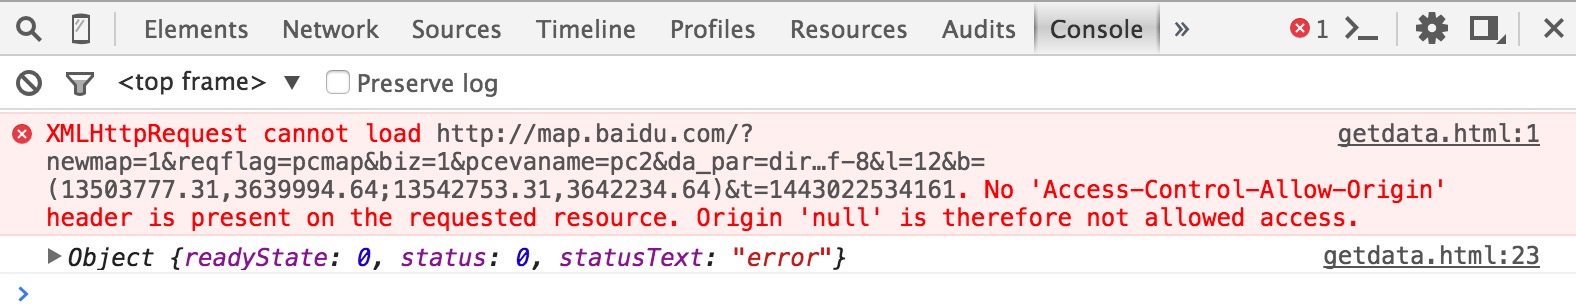 Elements Network Sources Timeline Profiles Resources Audits Console » 1
<top frame> ▼ Preserve log
XMLHttpRequest cannot load http://map.baidu.com/? getdata.html:1
newmap=1&reqflag=pcmap&biz=1&pcevaname=pc2&da_par=dir…f-8&l=12&b=
(13503777.31,3639994.64;13542753.31,3642234.64)&t=1443022534161. No 'Access-Control-Allow-Origin'
header is present on the requested resource. Origin 'null' is therefore not allowed access.
Object {readyState: 0, status: 0, statusText: "error"} getdata.html:23